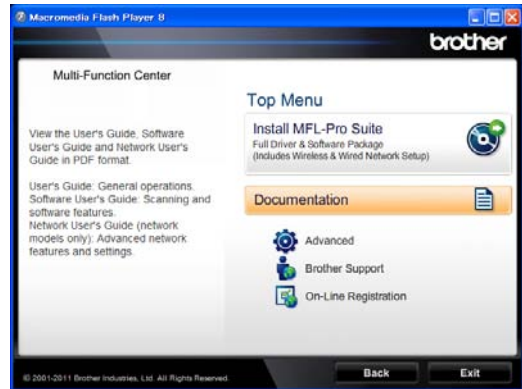 Macromedia Flash Player 8
brother
Multi-Function Center
View the User's Guide, Software
User's Guide and Network User's
Guide in PDF format.
User's Guide: General operations.
Software User's Guide: Scanning and
software features.
Network User's Guide (network
models only): Advanced network
features and settings.
Top Menu
Install MFL-Pro Suite
Full Driver & Software Package
(Includes Wireless & Wired Network Setup)
Documentation
Advanced
Brother Support
On-Line Registration
© 2001-2011 Brother Industries, Ltd. All Rights Reserved.
Back
Exit